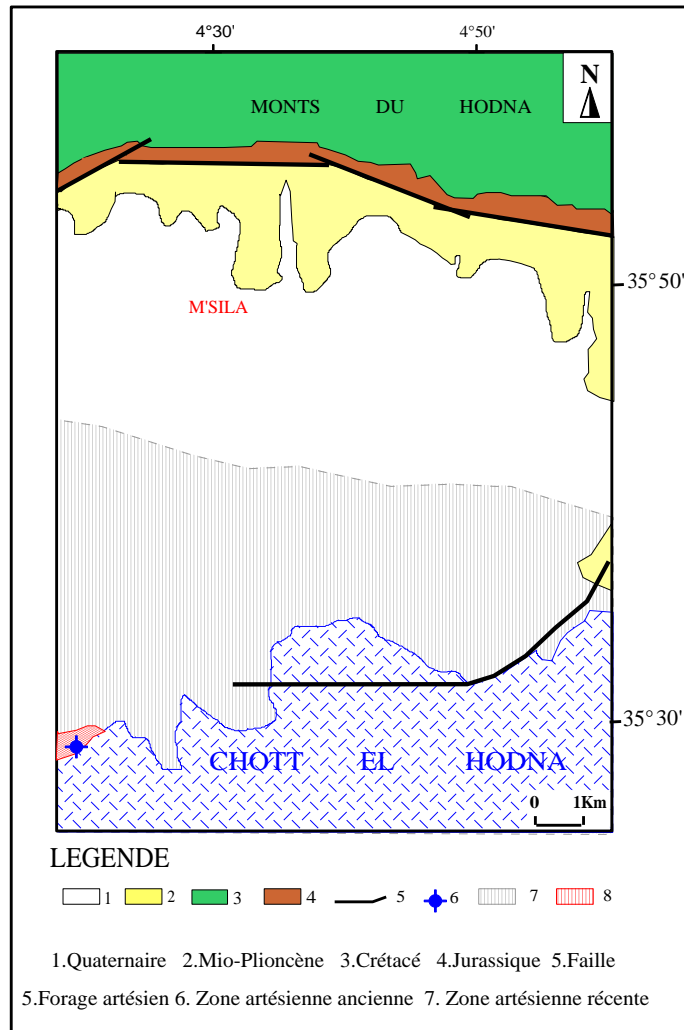 4°30' 4°50'
N
MONTS DU HODNA
35°50'
M'SILA
35°30'
CHOTT EL HODNA
0 1Km
LEGENDE
1 2 3 4 5 6 7 8
1.Quaternaire 2.Mio-Plioncène 3.Crétacé 4.Jurassique 5.Faille
5.Forage artésien 6. Zone artésienne ancienne 7. Zone artésienne récente